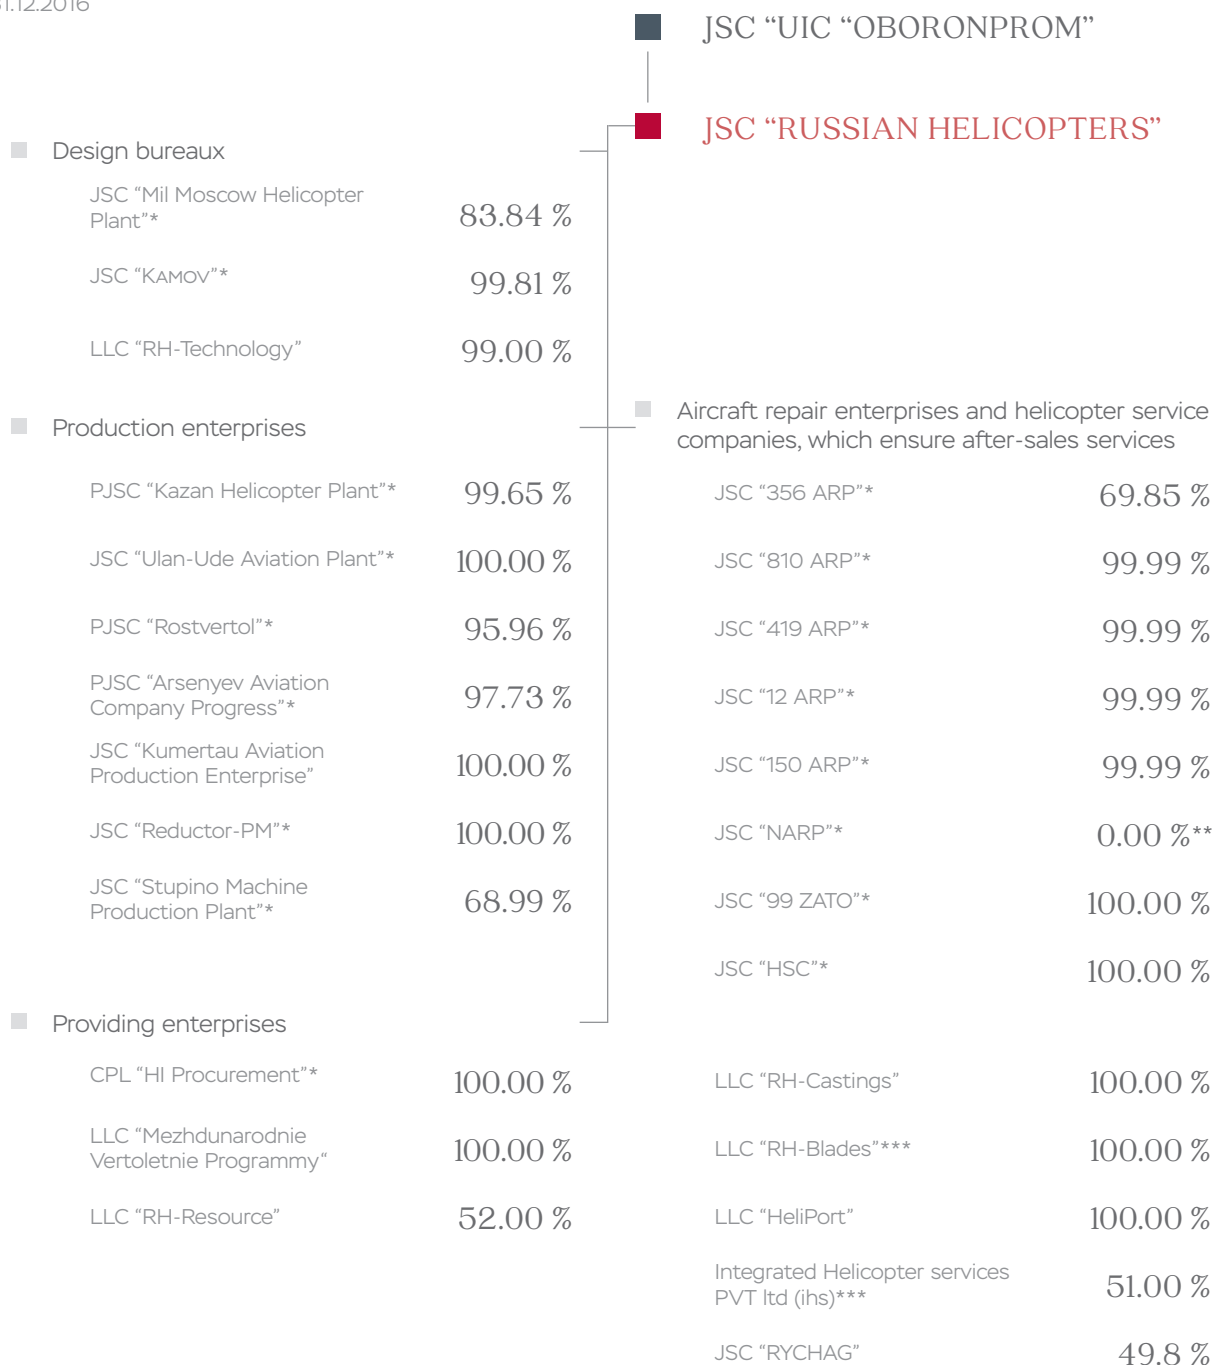 31.12.2016
JSC “UIC “OBORONPROM”
JSC “RUSSIAN HELICOPTERS”
Design bureaux
JSC “Mil Moscow Helicopter
Plant”*
83.84 %
JSC “KAMOV”*
99.81 %
LLC “RH-Technology”
99.00 %
Production enterprises
PJSC “Kazan Helicopter Plant”*
99.65 %
JSC “Ulan-Ude Aviation Plant”*
100.00 %
PJSC “Rostvertol”*
95.96 %
PJSC “Arsenyev Aviation
Company Progress”*
97.73 %
JSC “Kumertau Aviation
Production Enterprise”
100.00 %
JSC “Reductor-PM”*
100.00 %
JSC “Stupino Machine
Production Plant”*
68.99 %
Aircraft repair enterprises and helicopter service
companies, which ensure after-sales services
JSC “356 ARP”*
69.85 %
JSC “810 ARP”*
99.99 %
JSC “419 ARP”*
99.99 %
JSC “12 ARP”*
99.99 %
JSC “150 ARP”*
99.99 %
JSC “NARP”*
0.00 %**
JSC “99 ZATO”*
100.00 %
JSC “HSC”*
100.00 %
Providing enterprises
CPL “HI Procurement”*
100.00 %
LLC “Mezhdunarodnie
Vertoletnie Programmy“
100.00 %
LLC “RH-Resource”
52.00 %
LLC “RH-Castings”
100.00 %
LLC “RH-Blades”***
100.00 %
LLC “HeliPort”
100.00 %
Integrated Helicopter services
PVT ltd (ihs)***
51.00 %
JSC “RYCHAG”
49.8 %